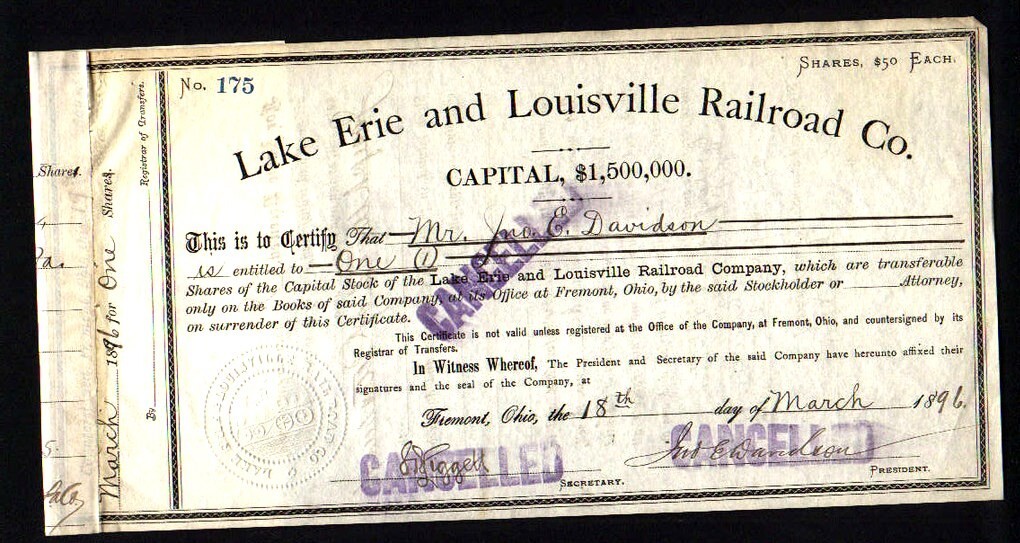 No. 175
SHARES, $50 EACH.
Lake Erie and Louisville Railroad Co.
CAPITAL, $1,500,000.
This is to Certify That Mr. Jno. E. Davidson
is entitled to One (1)
Shares of the Capital Stock of the Lake Erie and Louisville Railroad Company, which are transferable
only on the Books of said Company, at its Office at Fremont, Ohio, by the said Stockholder or Attorney,
on surrender of this Certificate.
This Certificate is not valid unless registered at the Office of the Company, at Fremont, Ohio, and countersigned by its
Registrar of Transfers.
In Witness Whereof, The President and Secretary of the said Company have hereunto affixed their
signatures and the seal of the Company, at
Fremont, Ohio, the 18th day of March 1896.
Jno E Davidson
SECRETARY.
PRESIDENT.
CANCELLED
CANCELLED
CANCELLED
Registrar of Transfers.
By
March 1896 for One Shares.
Shares.